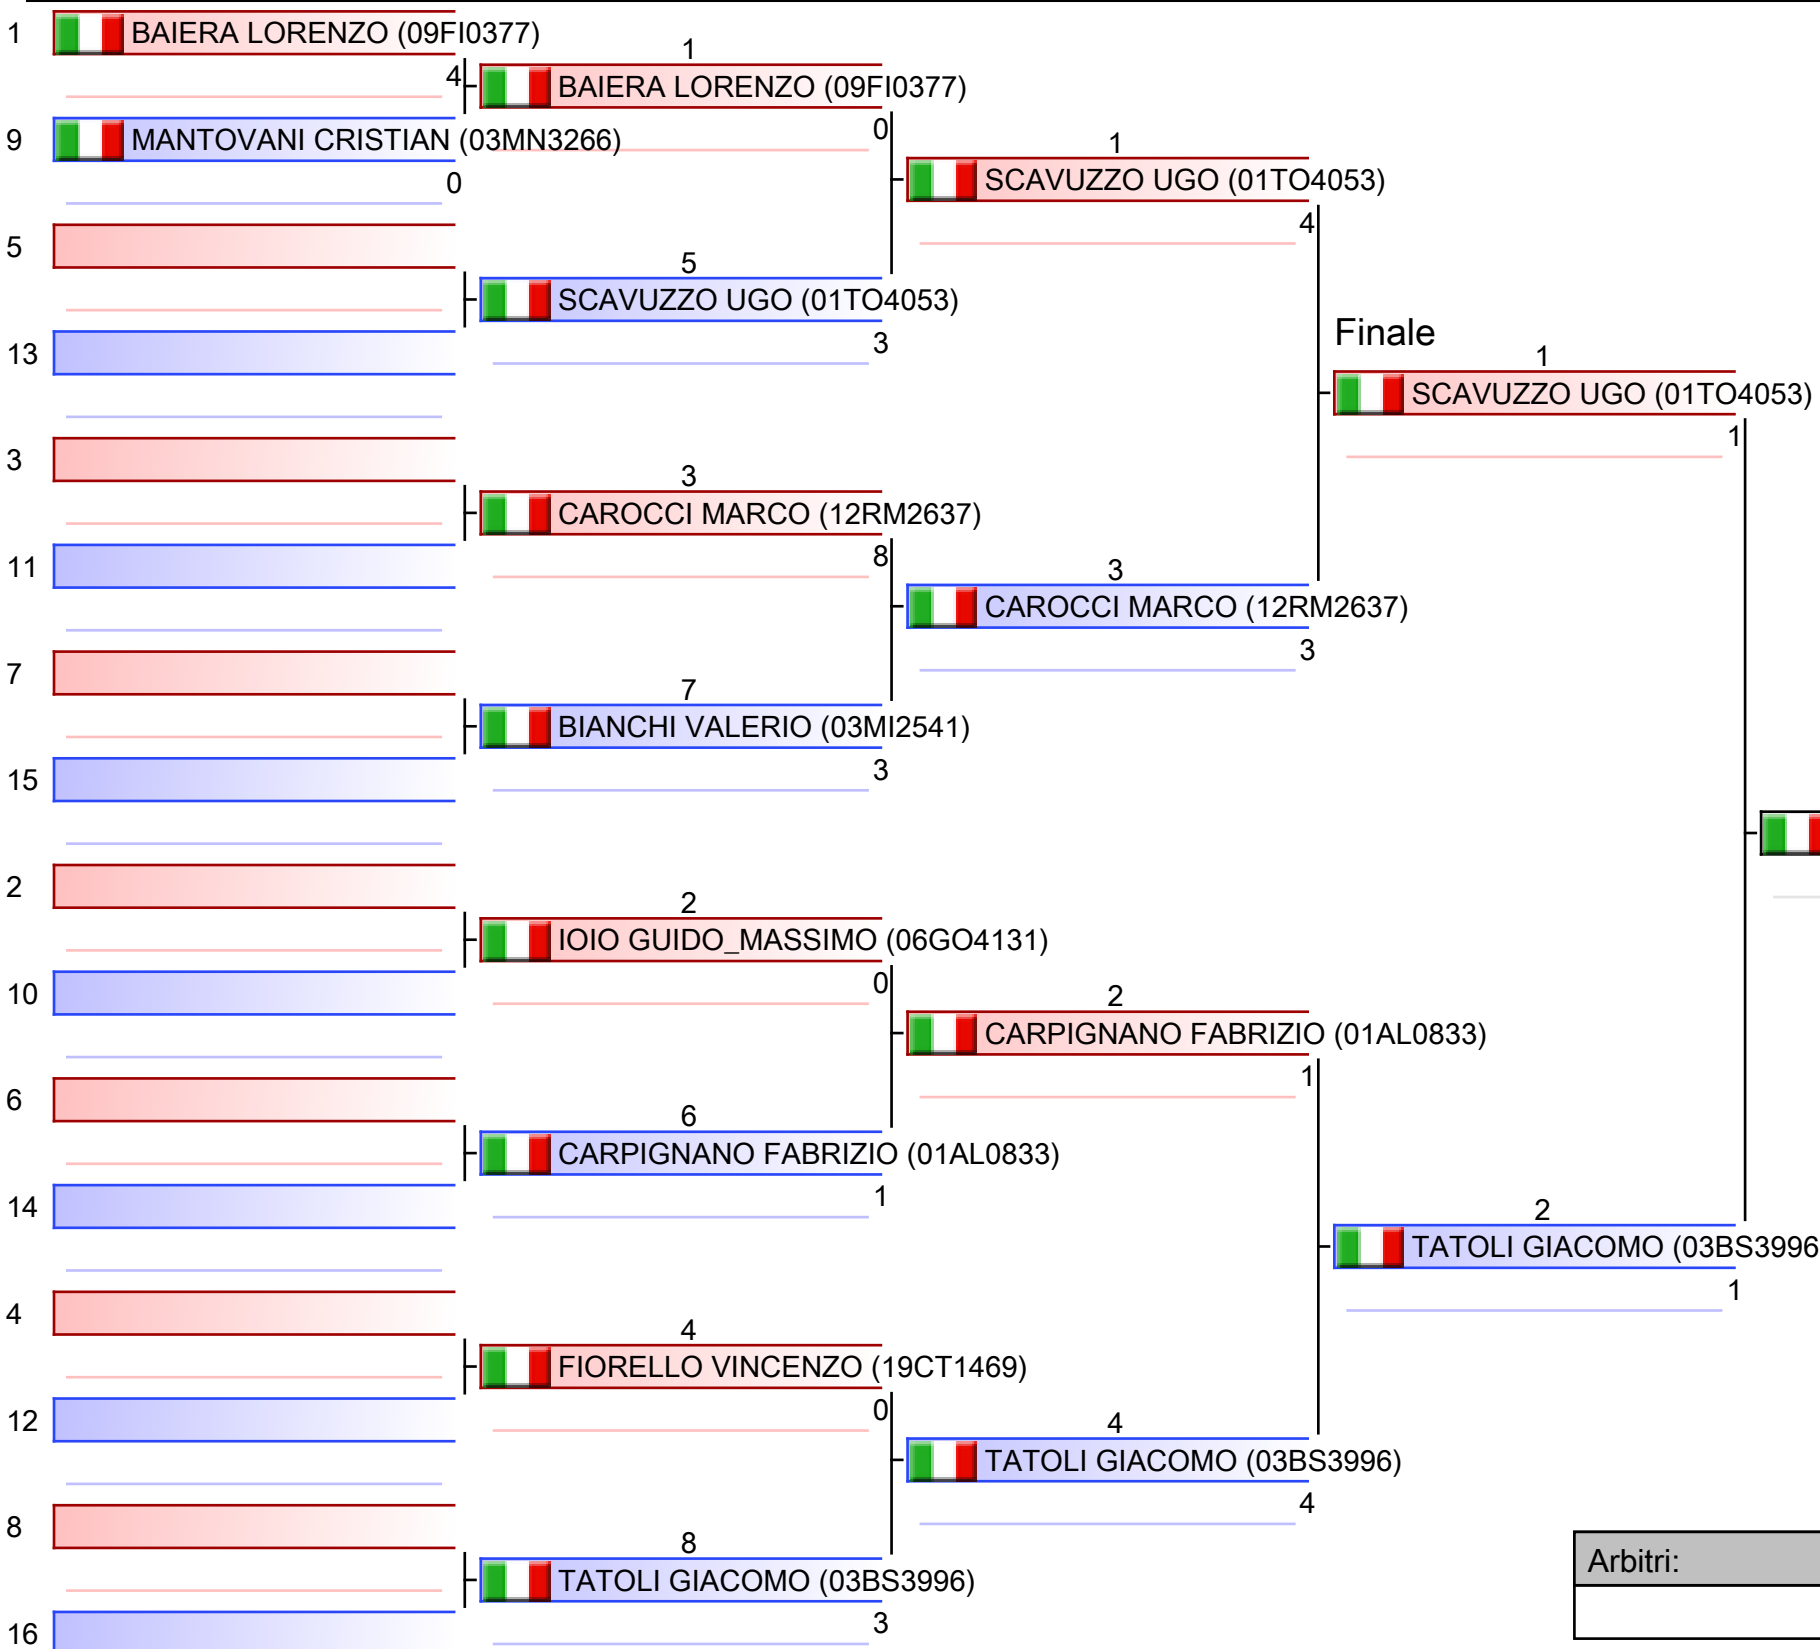 1 BAIERA LORENZO (09FI0377)
4
9 MANTOVANI CRISTIAN (03MN3266)
0
5
13
3
11
7
15
2
10
6
14
4
12
8
16
1
BAIERA LORENZO (09FI0377)
0
5
SCAVUZZO UGO (01TO4053)
3
3
CAROCCI MARCO (12RM2637)
8
7
BIANCHI VALERIO (03MI2541)
3
2
IOIO GUIDO_MASSIMO (06GO4131)
0
6
CARPIGNANO FABRIZIO (01AL0833)
1
4
FIORELLO VINCENZO (19CT1469)
0
8
TATOLI GIACOMO (03BS3996)
3
1
SCAVUZZO UGO (01TO4053)
4
3
CAROCCI MARCO (12RM2637)
3
2
CARPIGNANO FABRIZIO (01AL0833)
1
4
TATOLI GIACOMO (03BS3996)
4
Finale
1
SCAVUZZO UGO (01TO4053)
1
2
TATOLI GIACOMO (03BS3996
1
Arbitri: